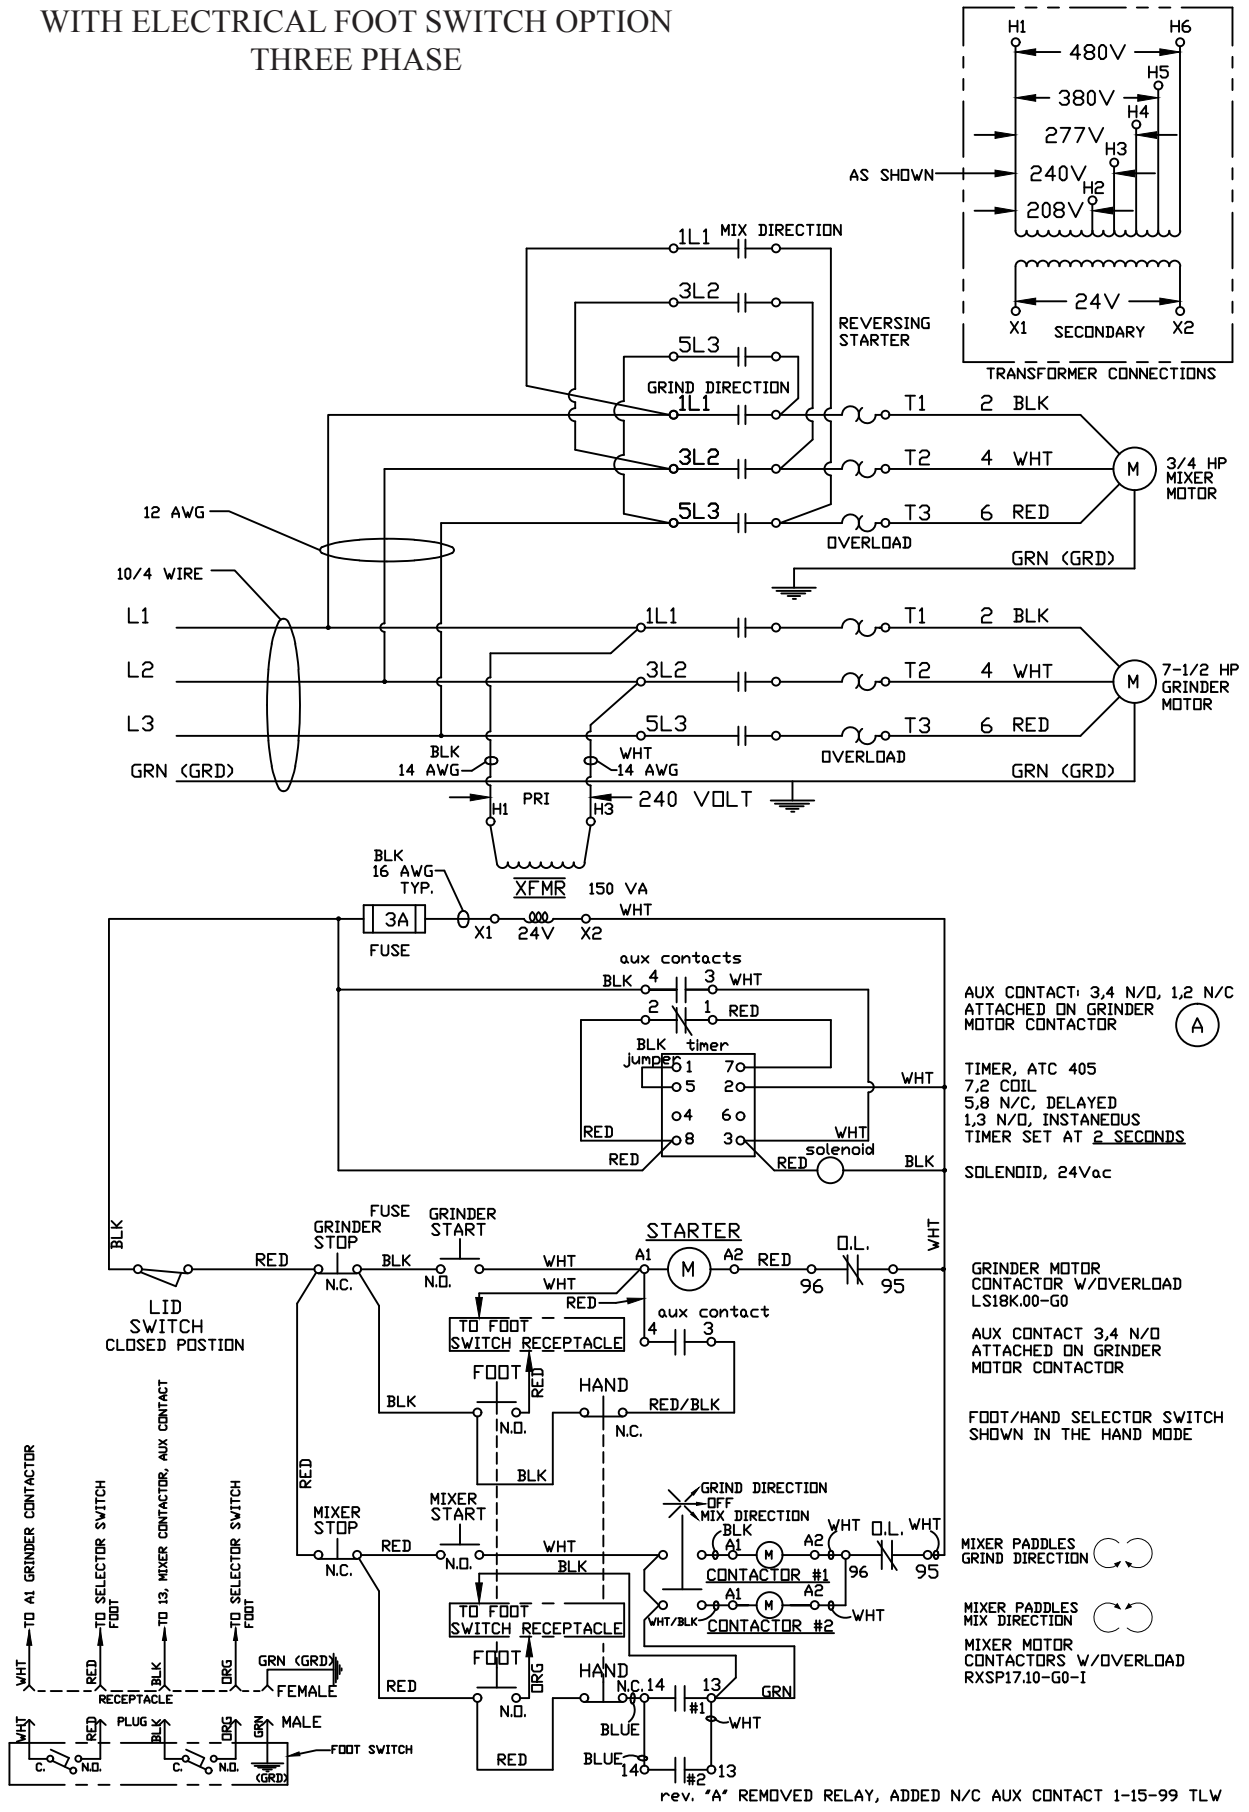 WITH ELECTRICAL FOOT SWITCH OPTION
THREE PHASE
H1
H6
480V
H5
380V
H4
277V
H3
AS SHOWN
240V
H2
208V
24V
X1
X2
SECONDARY
TRANSFORMER CONNECTIONS
1L1
MIX DIRECTION
3L2
REVERSING
STARTER
5L3
GRIND DIRECTION
1L1
T1
2
BLK
3L2
T2
4
WHT
M
3/4 HP
MIXER
MOTOR
5L3
T3
6
RED
OVERLOAD
GRN (GRD)
12 AWG
10/4 WIRE
L1
1L1
T1
2
BLK
L2
3L2
T2
4
WHT
M
7-1/2 HP
GRINDER
MOTOR
L3
5L3
T3
6
RED
OVERLOAD
BLK
14 AWG
WHT
14 AWG
GRN (GRD)
GRN (GRD)
PRI
240 VOLT
H1
H3
BLK
16 AWG
TYP.
XFMR
150 VA
3A
FUSE
X1
24V
X2
WHT
aux contacts
BLK
4
3
WHT
2
1
RED
BLK
jumper
timer
1
7
5
2
WHT
4
6
RED
8
3
WHT
RED
RED
solenoid
BLK
AUX CONTACT: 3,4 N/O, 1,2 N/C
ATTACHED ON GRINDER
MOTOR CONTACTOR
A
TIMER, ATC 405
7,2 COIL
5,8 N/C, DELAYED
1,3 N/O, INSTANEOUS
TIMER SET AT 2 SECONDS
SOLENOID, 24Vac
BLK
FUSE
GRINDER
STOP
GRINDER
START
STARTER
O.L.
WHT
RED
N.C.
BLK
N.O.
WHT
A1
M
A2
RED
96
95
LID
SWITCH
CLOSED POSTION
WHT
RED
TO FOOT
SWITCH RECEPTACLE
aux contact
4
3
FOOT
RED
HAND
BLK
N.O.
N.C.
RED/BLK
BLK
GRINDER MOTOR
CONTACTOR W/OVERLOAD
LS18K.00-G0
AUX CONTACT 3,4 N/O
ATTACHED ON GRINDER
MOTOR CONTACTOR
FOOT/HAND SELECTOR SWITCH
SHOWN IN THE HAND MODE
RED
MIXER
STOP
MIXER
START
GRIND DIRECTION
OFF
MIX DIRECTION
N.C.
RED
N.O.
WHT
BLK
BLK
A1
M
A2
WHT
O.L.
WHT
CONTACTOR #1
96
95
WHT/BLK
A1
M
A2
WHT
CONTACTOR #2
TO FOOT
SWITCH RECEPTACLE
FOOT
ORG
HAND
RED
N.O.
N.C.
14
13
#1
GRN
BLUE
WHT
RED
BLUE
14
13
#2
MIXER PADDLES
GRIND DIRECTION
MIXER PADDLES
MIX DIRECTION
MIXER MOTOR
CONTACTORS W/OVERLOAD
RXSP17.10-G0-I
TO A1 GRINDER CONTACTOR
TO SELECTOR SWITCH
FOOT
TO 13, MIXER CONTACTOR, AUX CONTACT
TO SELECTOR SWITCH
FOOT
WHT
RED
BLK
ORG
GRN (GRD)
RECEPTACLE
FEMALE
WHT
RED
PLUG
BLK
ORG
GRN
MALE
C.
N.O.
C.
N.O.
(GRD)
FOOT SWITCH
rev. "A" REMOVED RELAY, ADDED N/C AUX CONTACT 1-15-99 TLW